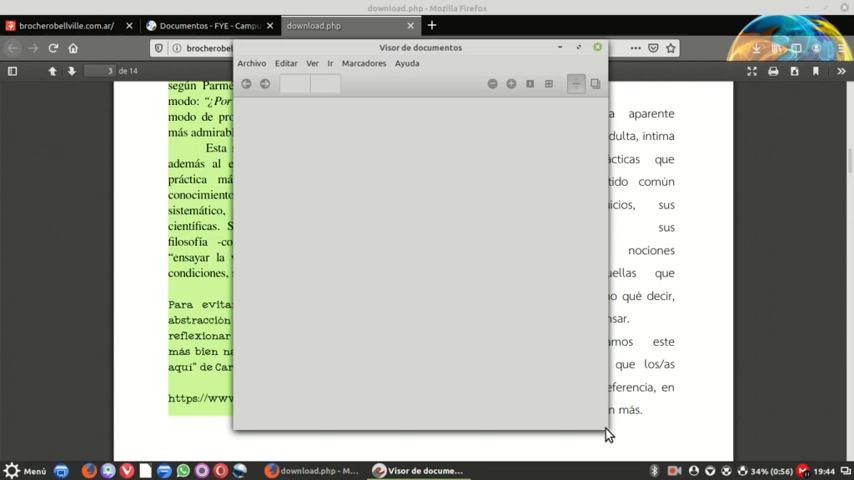 download.php - Mozilla Firefox
brocherobellville.com.ar/
Documentos - FYE - Campu
download.php
brocherobel
Visor de documentos
Archivo Editar Ver Ir Marcadores Ayuda
3 de 14
según Parme
modo: "¿Por
modo de pro
más admirabl
Esta
además al e
práctica má
conocimiento
sistemático,
científicas. S
filosofía -co
"ensayar la v
condiciones,
Para evita
abstracción
reflexionar
más bien na
aquí" de Car
https://www
a aparente
dulta, íntima
ácticas que
tido común
uicios, sus
sus
nociones
uellas que
o qué decir,
nsar.
amos este
que los/as
eferencia, en
n más.
Menú
download.php - M...
Visor de docume...
34% (0:56)
19:44